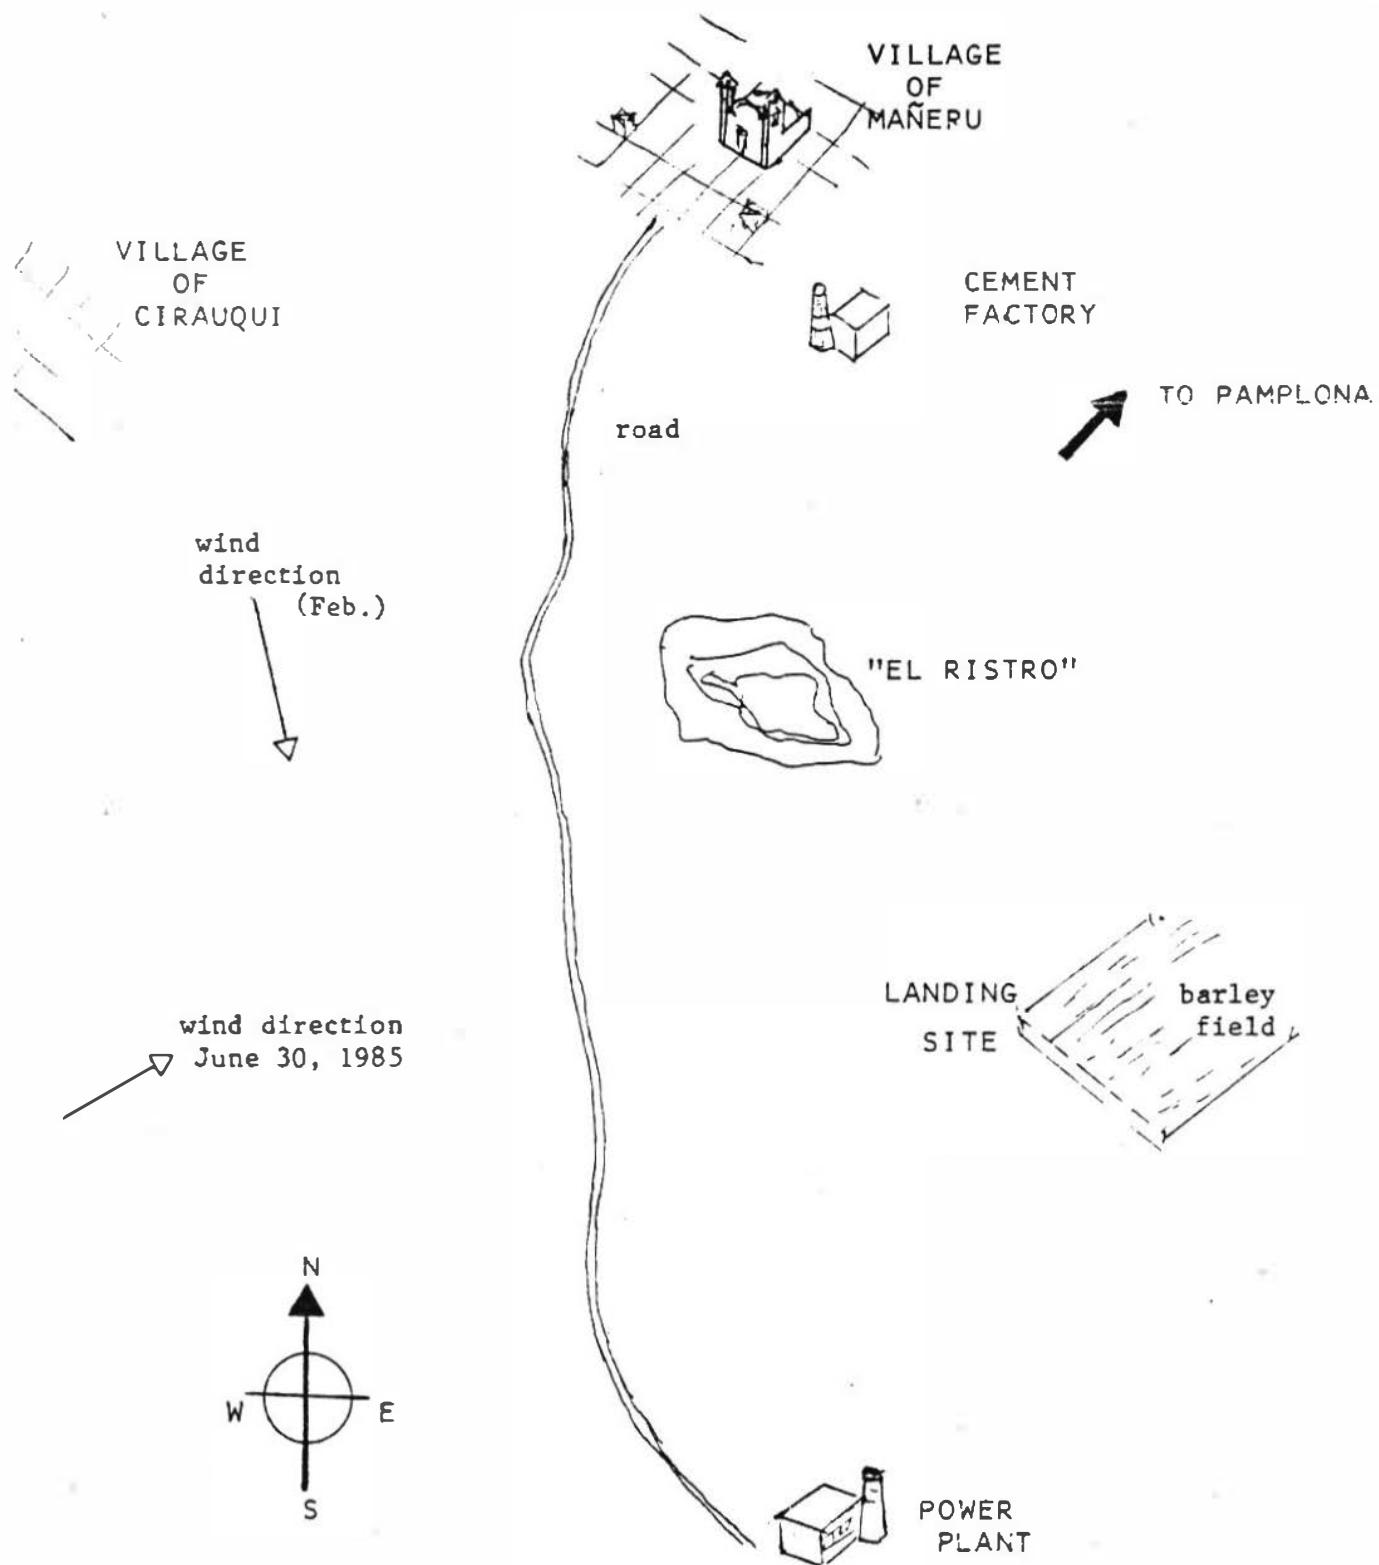 VILLAGE
OF
MAÑERU
VILLAGE
OF
CIRAUQUI
CEMENT
FACTORY
TO PAMPLONA
road
wind
direction
(Feb.)
"EL RISTRO"
LANDING
SITE
barley
field
wind direction
June 30, 1985
N
W
E
S
POWER
PLANT